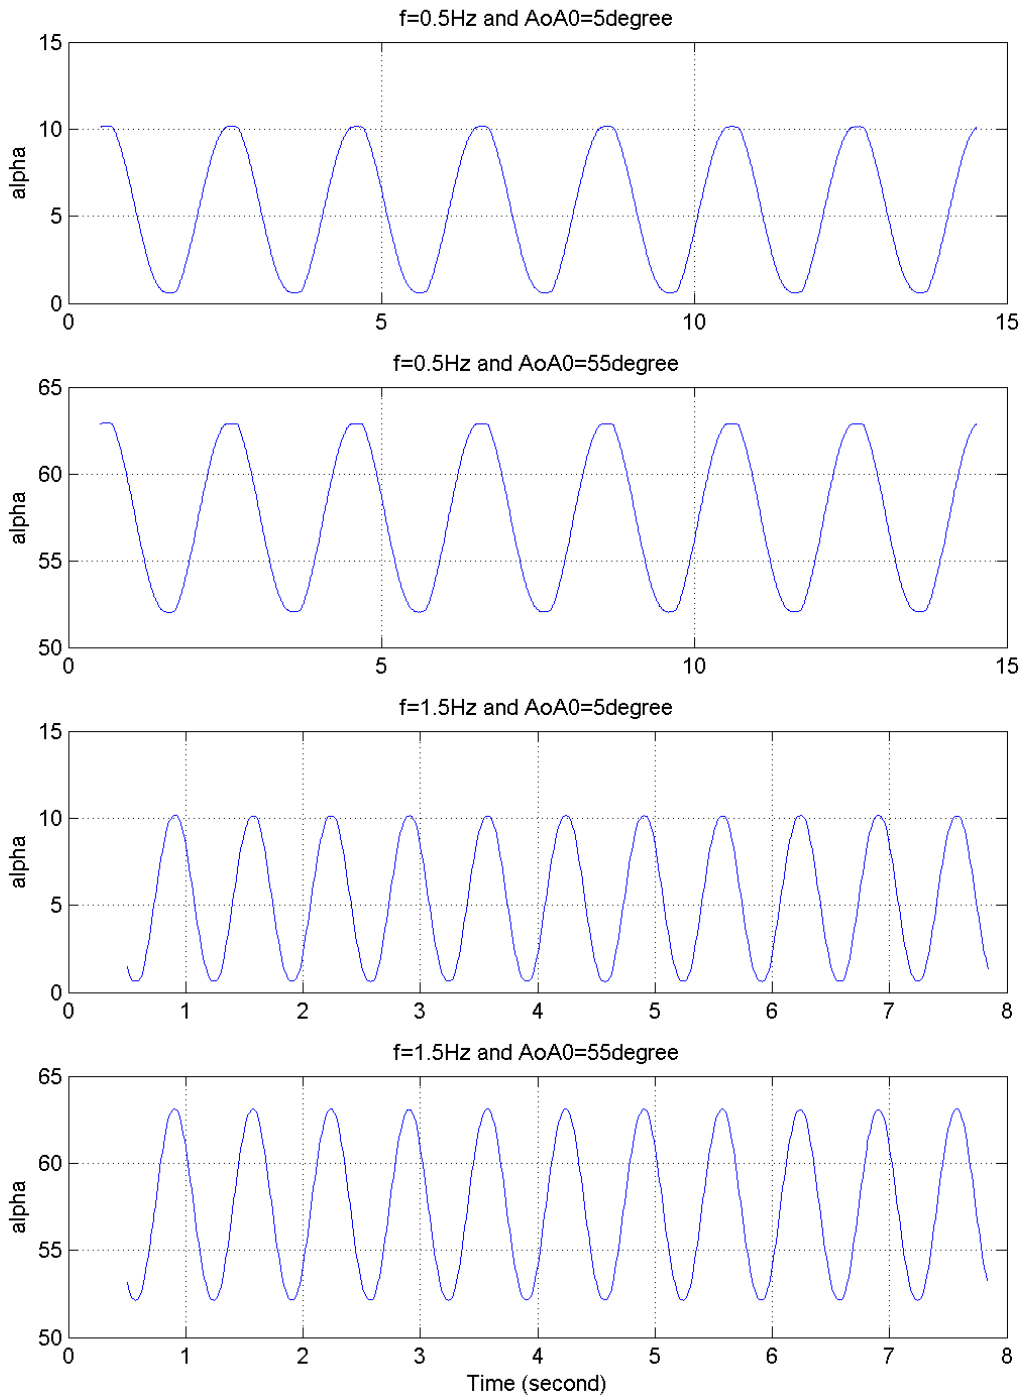 f=0.5Hz and AoA0=5degree
15
10
5
0
alpha
0 5 10 15
f=0.5Hz and AoA0=55degree
65
60
55
50
alpha
0 5 10 15
f=1.5Hz and AoA0=5degree
15
10
5
0
alpha
0 1 2 3 4 5 6 7 8
f=1.5Hz and AoA0=55degree
65
60
55
50
alpha
0 1 2 3 4 5 6 7 8
Time (second)